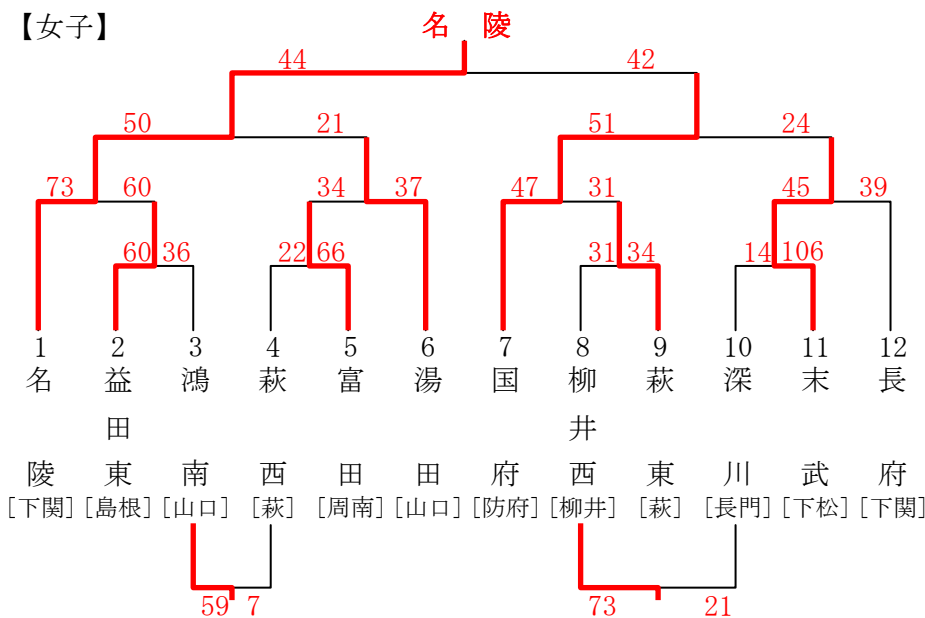 【女子】
名 陵
44 42
50 21 51 24
73 60 34 37 47 31 45 39
60 36 22 66 31 34 14 106
1 2 3 4 5 6 7 8 9 10 11 12
名陵 益田東 鴻南 萩西 富田 湯田 国府 柳井西 萩東 深川 末武 長府
[下関] [島根] [山口] [萩] [周南] [山口] [防府] [柳井] [萩] [長門] [下松] [下関]
59 7 73 21